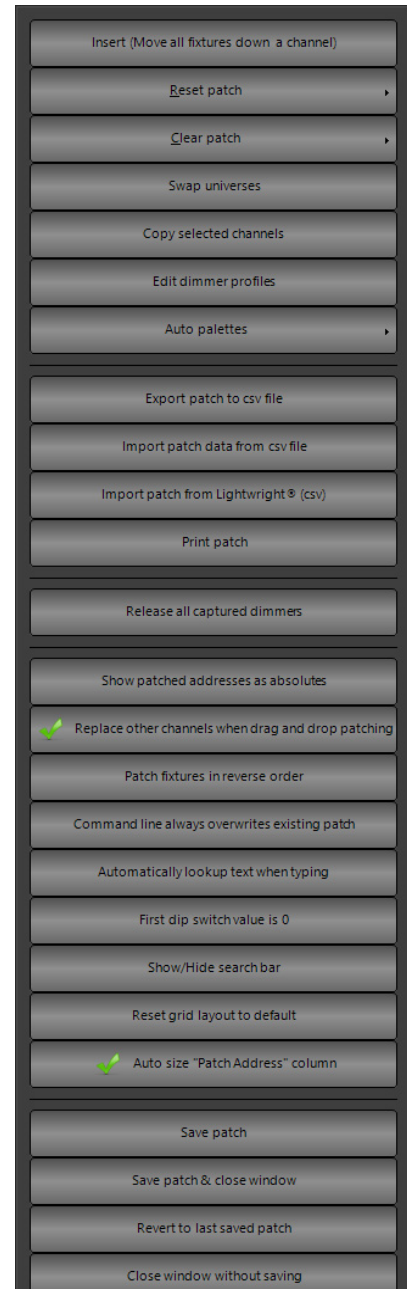 Insert (Move all fixtures down a channel)
Reset patch
Clear patch
Swap universes
Copy selected channels
Edit dimmer profiles
Auto palettes
Export patch to csv file
Import patch data from csv file
Import patch from Lightwright® (csv)
Print patch
Release all captured dimmers
Show patched addresses as absolutes
Replace other channels when drag and drop patching
Patch fixtures in reverse order
Command line always overwrites existing patch
Automatically lookup text when typing
First dip switch value is 0
Show/Hide search bar
Reset grid layout to default
Auto size "Patch Address" column
Save patch
Save patch & close window
Revert to last saved patch
Close window without saving